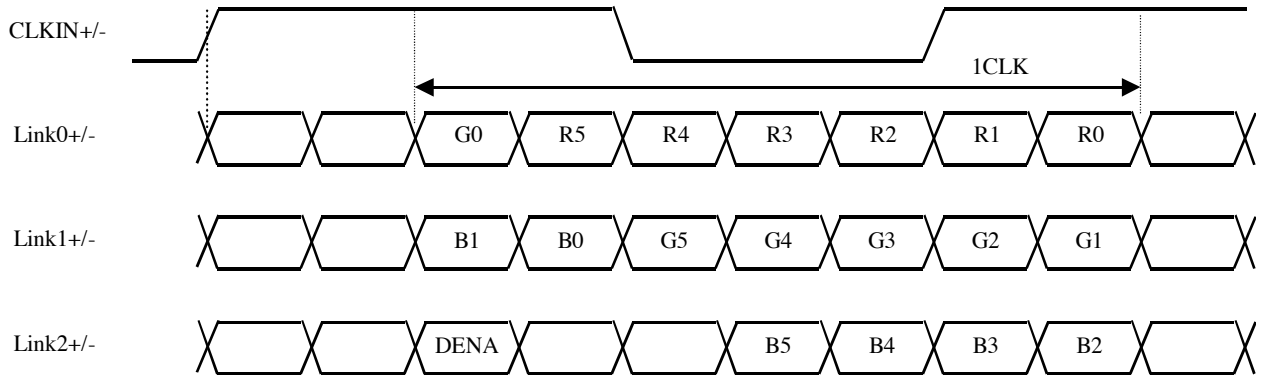 CLKIN+/-
1CLK
Link0+/- G0 R5 R4 R3 R2 R1 R0
Link1+/- B1 B0 G5 G4 G3 G2 G1
Link2+/- DENA B5 B4 B3 B2